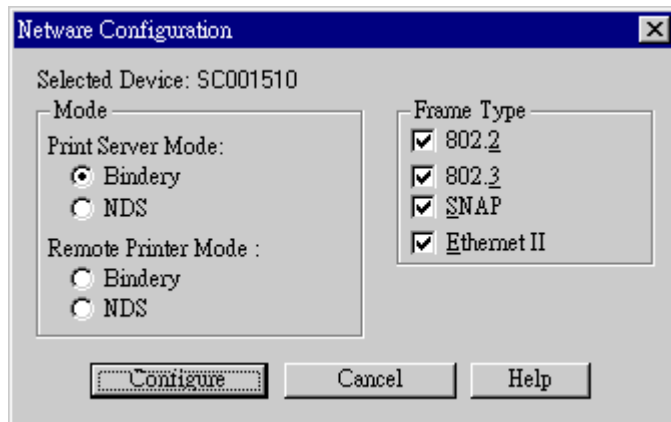 Netware Configuration
Selected Device: SC001510
Mode
Print Server Mode:
Bindery
NDS
Remote Printer Mode :
Bindery
NDS
Frame Type
802.2
802.3
SNAP
Ethernet II
Configure
Cancel
Help